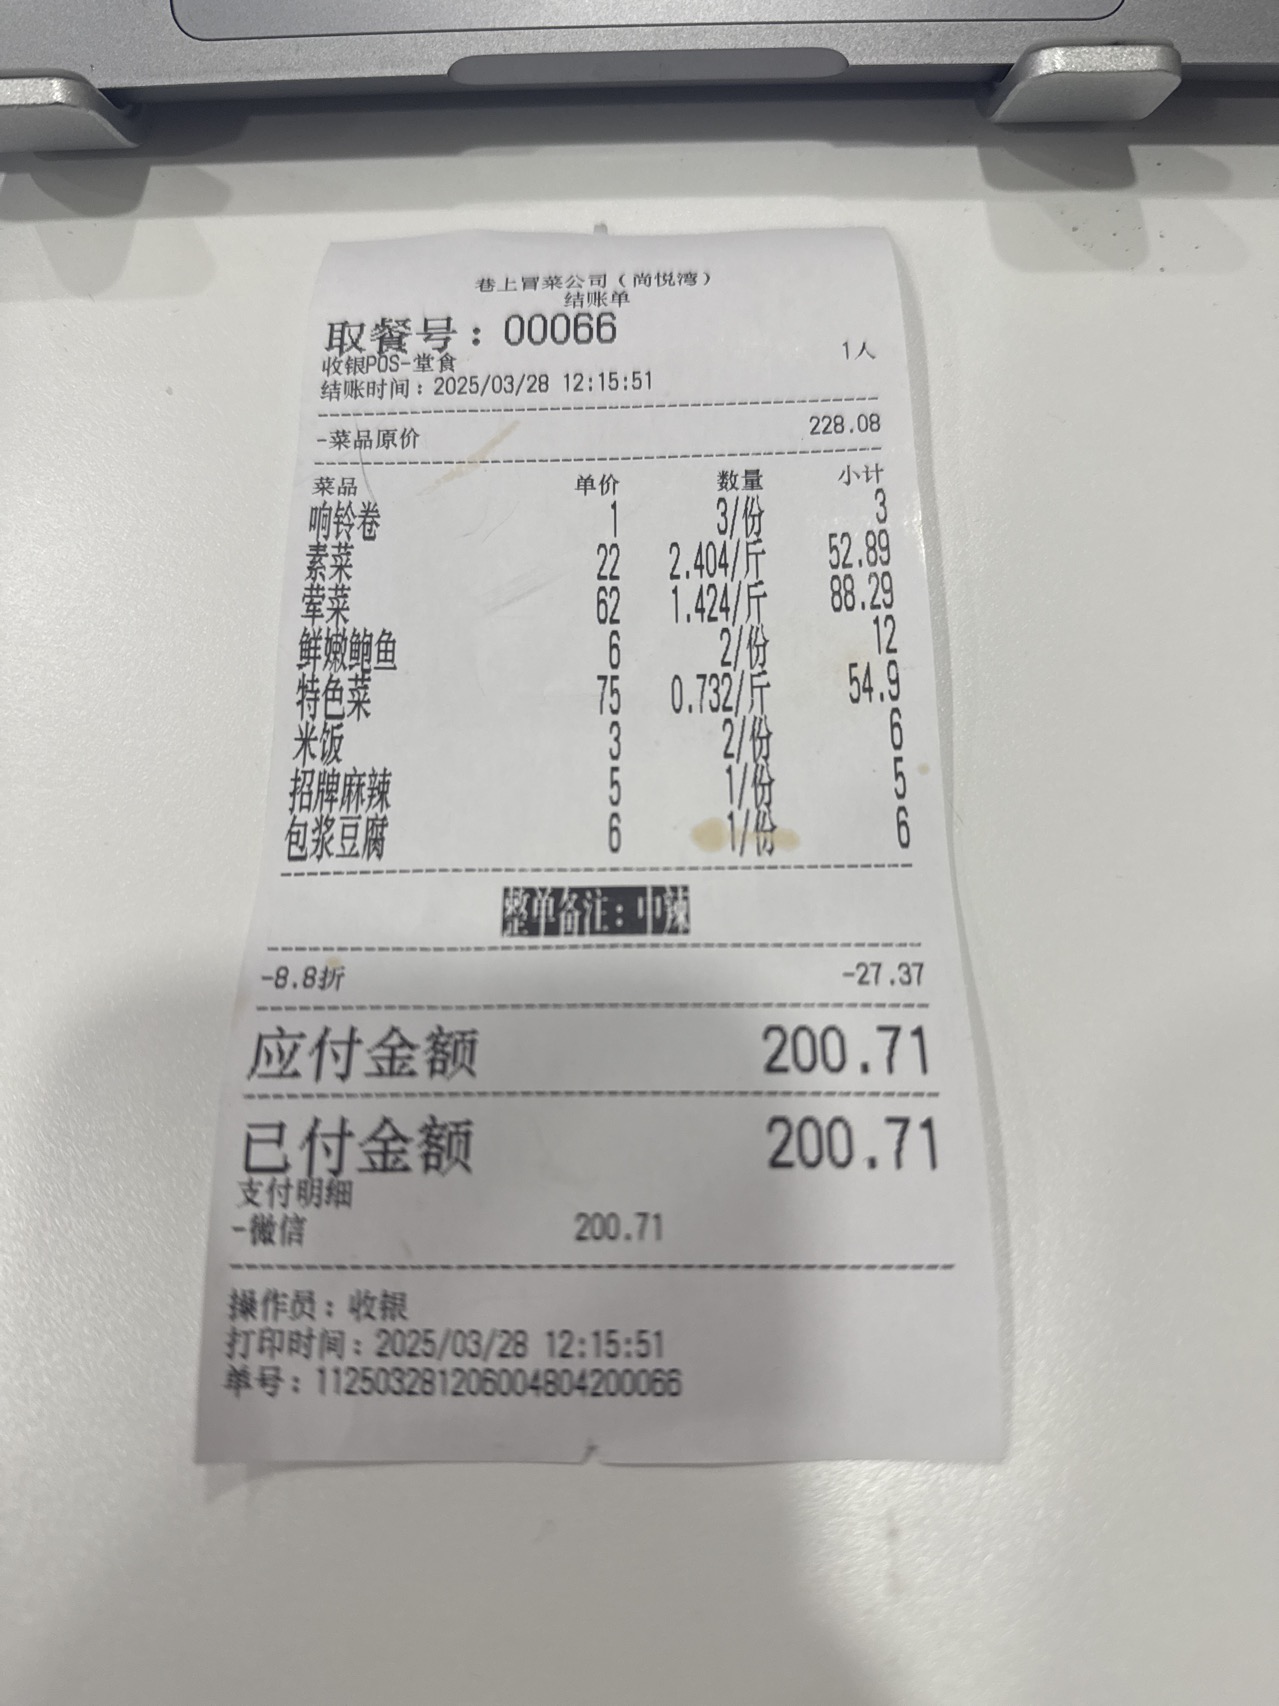 巷上冒菜公司（尚悦湾）
结账单
取餐号：00066
1人
收银POS-堂食
结账时间：2025/03/28 12:15:51
-菜品原价 228.08
菜品 单价 数量 小计
响铃卷 1 3/份 3
素菜 22 2.404/斤 52.89
荤菜 62 1.424/斤 88.29
鲜嫩鲍鱼 6 2/份 12
特色菜 75 0.732/斤 54.9
米饭 3 2/份 6
招牌麻辣 5 1/份 5
包浆豆腐 6 1/份 6
整单备注：中辣
-8.8折 -27.37
应付金额 200.71
已付金额 200.71
支付明细
-微信 200.71
操作员：收银
打印时间：2025/03/28 12:15:51
单号：11250328120600480420​0066